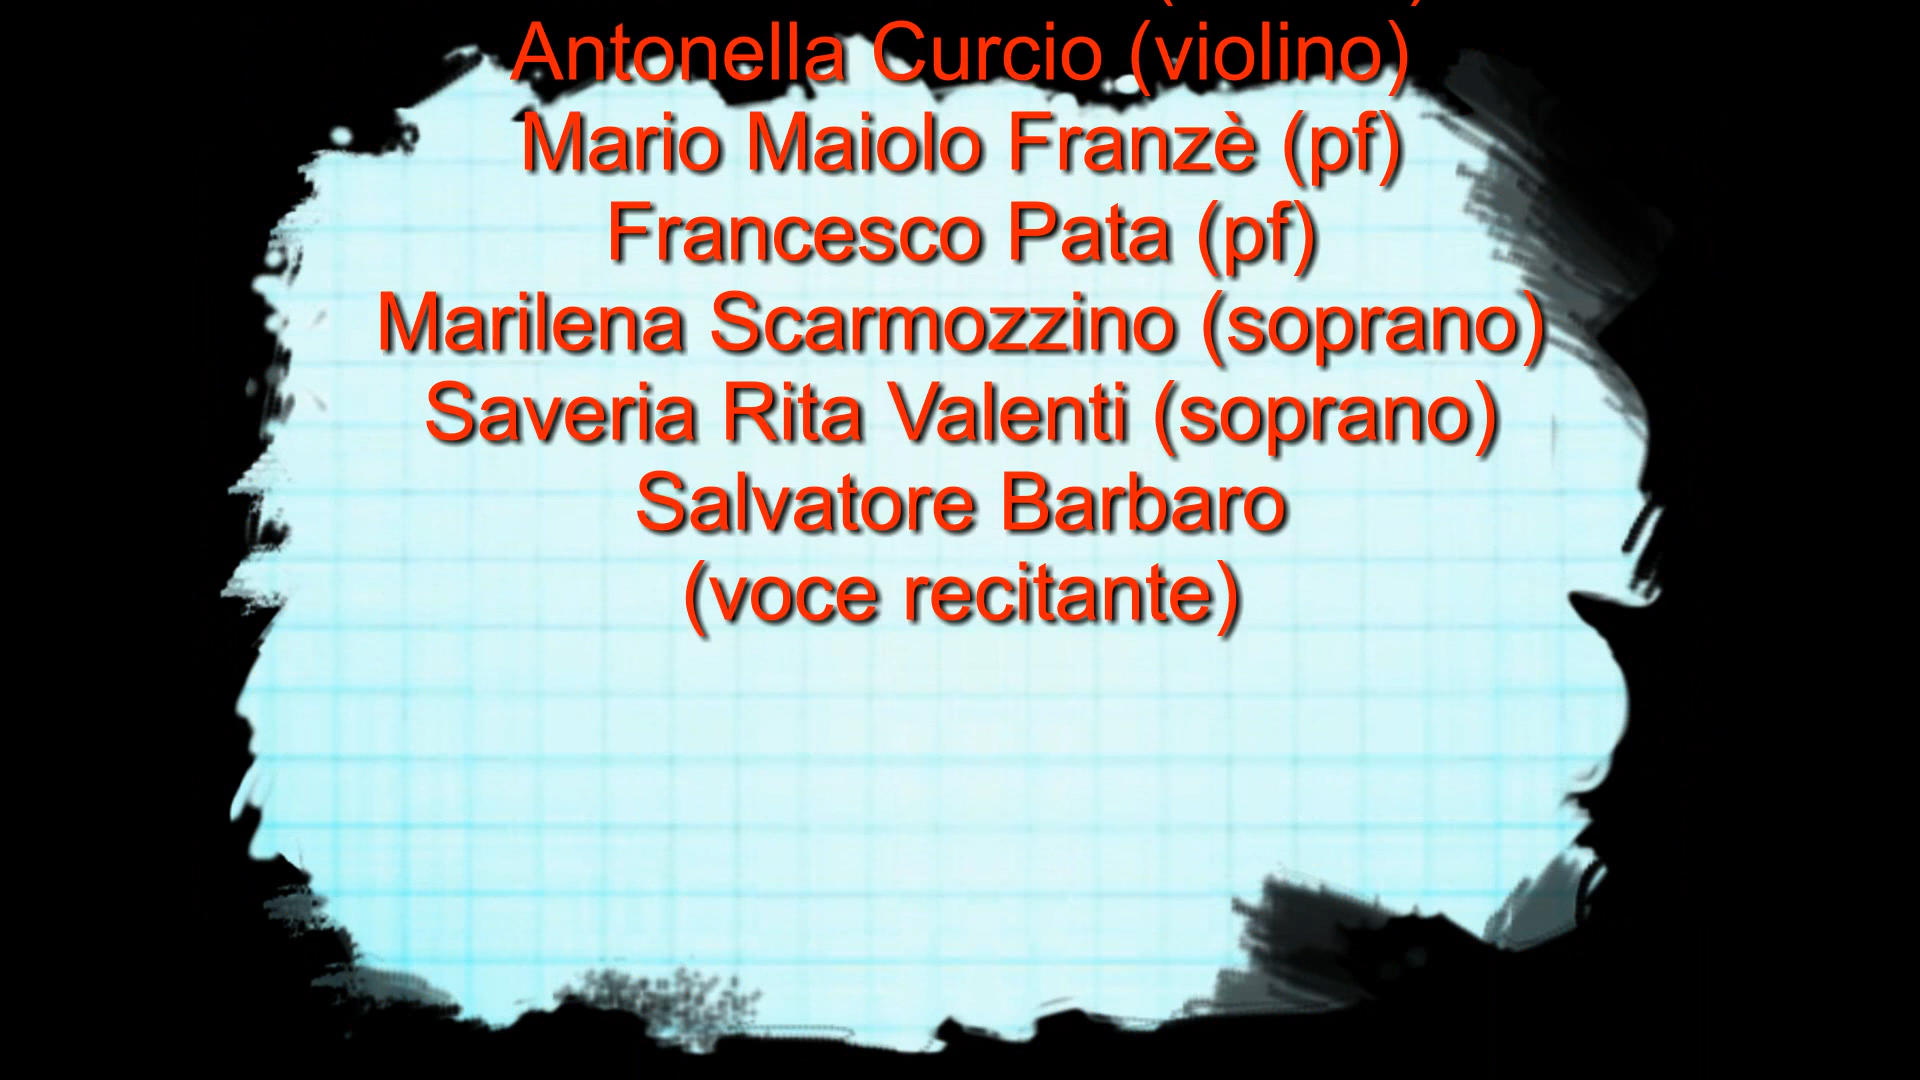 Antonella Curcio (violino)
Mario Maiolo Franzè (pf)
Francesco Pata (pf)
Marilena Scarmozzino (soprano)
Saveria Rita Valenti (soprano)
Salvatore Barbaro
(voce recitante)